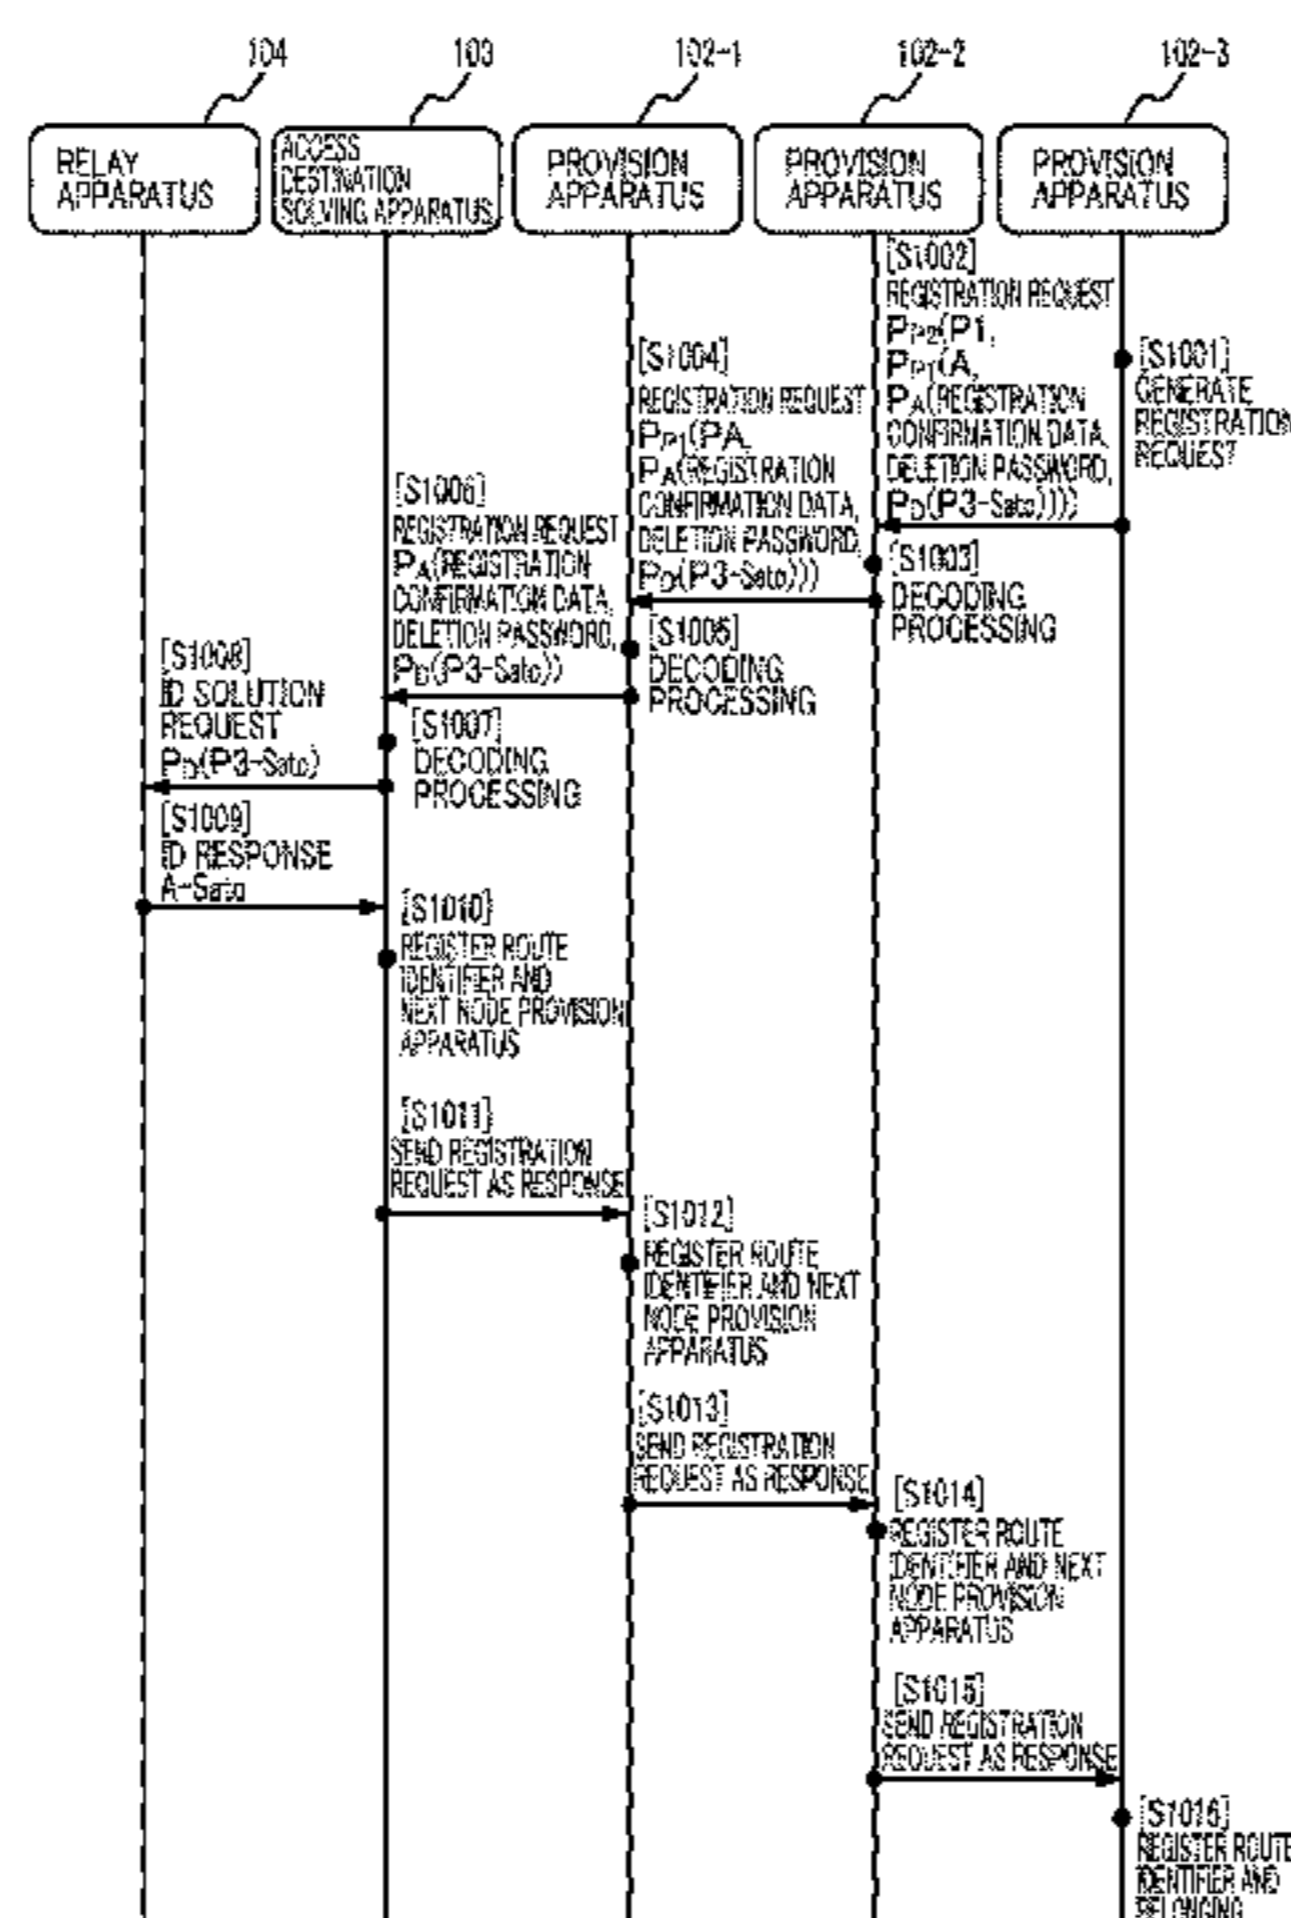 104
103
102-1
102-2
102-3
RELAY
APPARATUS
ACCESS
DESTINATION
SOLVING APPARATUS
PROVISION
APPARATUS
PROVISION
APPARATUS
PROVISION
APPARATUS
[S1001]
GENERATE
REGISTRATION
REQUEST
[S1002]
REGISTRATION REQUEST
PP2(P1,
PP1(A,
PA(REGISTRATION
CONFIRMATION DATA,
DELETION PASSWORD,
PD(P3-Sato))))
[S1003]
DECODING
PROCESSING
[S1004]
REGISTRATION REQUEST
PP1(PA,
PA(REGISTRATION
CONFIRMATION DATA,
DELETION PASSWORD,
PD(P3-Sato)))
[S1005]
DECODING
PROCESSING
[S1006]
REGISTRATION REQUEST
PA(REGISTRATION
CONFIRMATION DATA,
DELETION PASSWORD,
PD(P3-Sato))
[S1007]
DECODING
PROCESSING
[S1008]
ID SOLUTION
REQUEST
PD(P3-Sato)
[S1009]
ID RESPONSE
A-Sato
[S1010]
REGISTER ROUTE
IDENTIFIER AND
NEXT NODE PROVISION
APPARATUS
[S1011]
SEND REGISTRATION
REQUEST AS RESPONSE
[S1012]
REGISTER ROUTE
IDENTIFIER AND NEXT
NODE PROVISION
APPARATUS
[S1013]
SEND REGISTRATION
REQUEST AS RESPONSE
[S1014]
REGISTER ROUTE
IDENTIFIER AND NEXT
NODE PROVISION
APPARATUS
[S1015]
SEND REGISTRATION
REQUEST AS RESPONSE
[S1016]
REGISTER ROUTE
IDENTIFIER AND
BELONGING